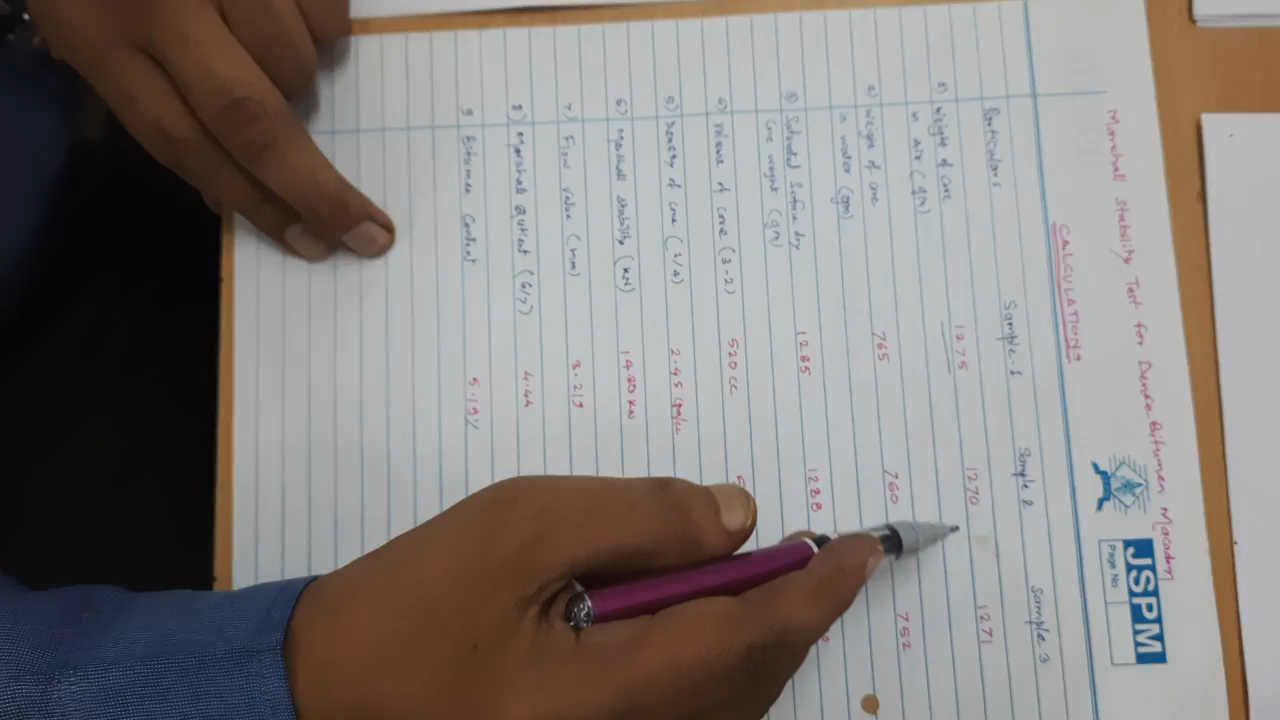 Marshall stability Test for Dense Bitumen Macadam
JSPM
Page No
CALCULATIONS
Particulars Sample-1 Sample 2 Sample 3
1) Weight of core 1275 1270 1271
in air (gm)
2) Weight of core 765 760 752
in water (gm)
3) Saturated Surface dry 1285 1288
core weight (gm)
4) Volume of core (3-2) 520 cc
5) Density of core (1/4) 2.45 gm/cc
6) Marshall stability (kN) 14.30 KN
7) Flow value (mm) 3.219
8) Marshall Quotient (6/7) 4.44
9 Bitumen Content 5.19%